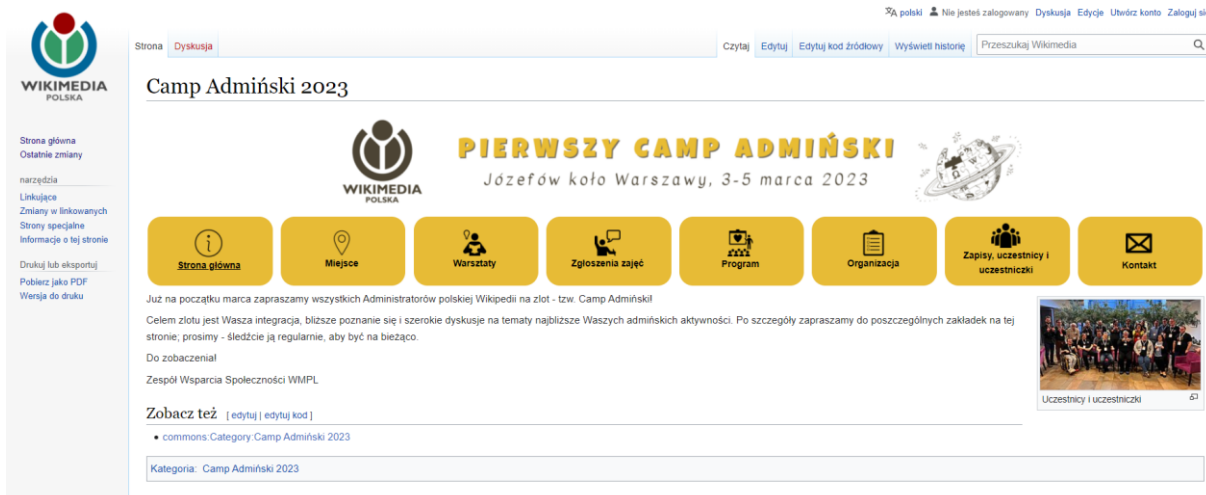 polski Nie jesteś zalogowany Dyskusja Edycje Utwórz konto Zaloguj się
WIKIMEDIA
POLSKA
Strona Dyskusja Czytaj Edytuj Edytuj kod źródłowy Wyświetl historię Przeszukaj Wikimedia
Strona główna
Ostatnie zmiany
narzędzia
Linkujące
Zmiany w linkowanych
Strony specjalne
Informacje o tej stronie
Drukuj lub eksportuj
Pobierz jako PDF
Wersja do druku
Camp Admiński 2023
WIKIMEDIA
POLSKA
PIERWSZY CAMP ADMIŃSKI
Józefów koło Warszawy, 3-5 marca 2023
Strona główna
Miejsce
Warsztaty
Zgłoszenia zajęć
Program
Organizacja
Zapisy, uczestnicy i
uczestniczki
Kontakt
Już na początku marca zapraszamy wszystkich Administratorów polskiej Wikipedii na zlot - tzw. Camp Admiński!
Celem zlotu jest Wasza integracja, bliższe poznanie się i szerokie dyskusje na tematy najbliższe Waszych admińskich aktywności. Po szczegóły zapraszamy do poszczególnych zakładek na tej
stronie; prosimy - śledźcie ją regularnie, aby być na bieżąco.
Do zobaczenia!
Zespół Wsparcia Społeczności WMPL
Uczestnicy i uczestniczki
Zobacz też [ edytuj | edytuj kod ]
• commons:Category:Camp Admiński 2023
Kategoria: Camp Admiński 2023